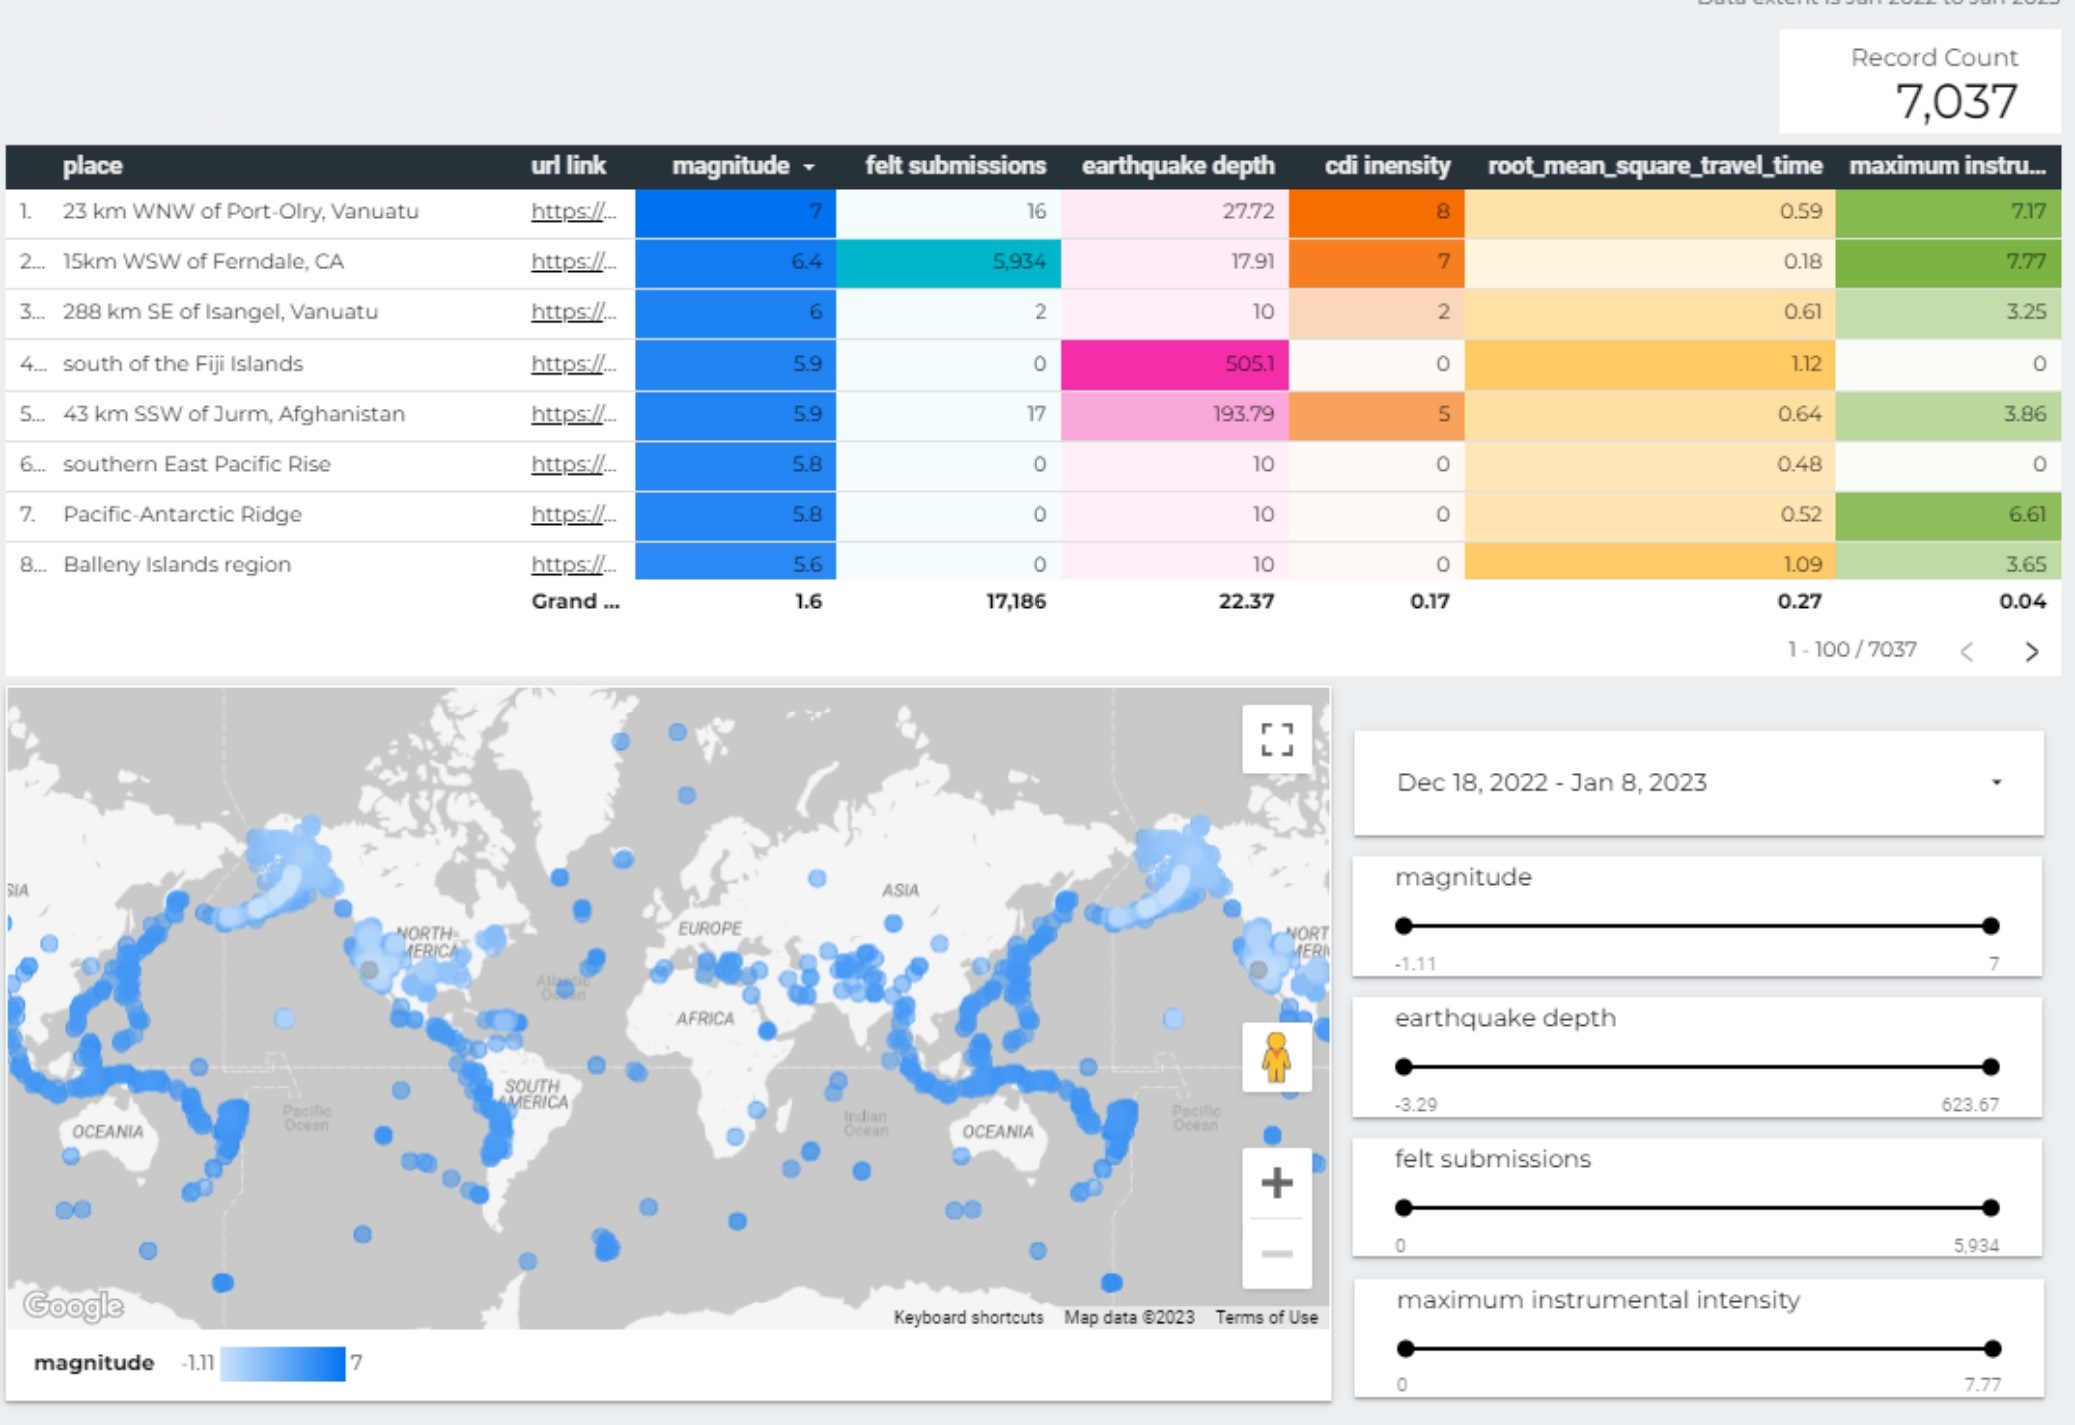 Data extent is Jan 2022 to Jan 2023
Record Count
7,037
place url link magnitude felt submissions earthquake depth cdi inensity root_mean_square_travel_time maximum instru...
1. 23 km WNW of Port-Olry, Vanuatu https://... 7 16 27.72 8 0.59 7.17
2... 15km WSW of Ferndale, CA https://... 6.4 5,934 17.91 7 0.18 7.77
3... 288 km SE of Isangel, Vanuatu https://... 6 2 10 2 0.61 3.25
4... south of the Fiji Islands https://... 5.9 0 505.1 0 1.12 0
5... 43 km SSW of Jurm, Afghanistan https://... 5.9 17 193.79 5 0.64 3.86
6... southern East Pacific Rise https://... 5.8 0 10 0 0.48 0
7. Pacific-Antarctic Ridge https://... 5.8 0 10 0 0.52 6.61
8... Balleny Islands region https://... 5.6 0 10 0 1.09 3.65
Grand ... 1.6 17,186 22.37 0.17 0.27 0.04
1 - 100 / 7037 < >
SIA
NORTH
MERICA
Atlantic
Ocean
EUROPE
ASIA
AFRICA
NORT
MERI
SOUTH
AMERICA
Pacific
Ocean
OCEANIA
Indian
Ocean
OCEANIA
Pacific
Ocean
Google
Keyboard shortcuts Map data ©2023 Terms of Use
magnitude -1.11 7
Dec 18, 2022 - Jan 8, 2023
magnitude
-1.11 7
earthquake depth
-3.29 623.67
felt submissions
0 5,934
maximum instrumental intensity
0 7.77